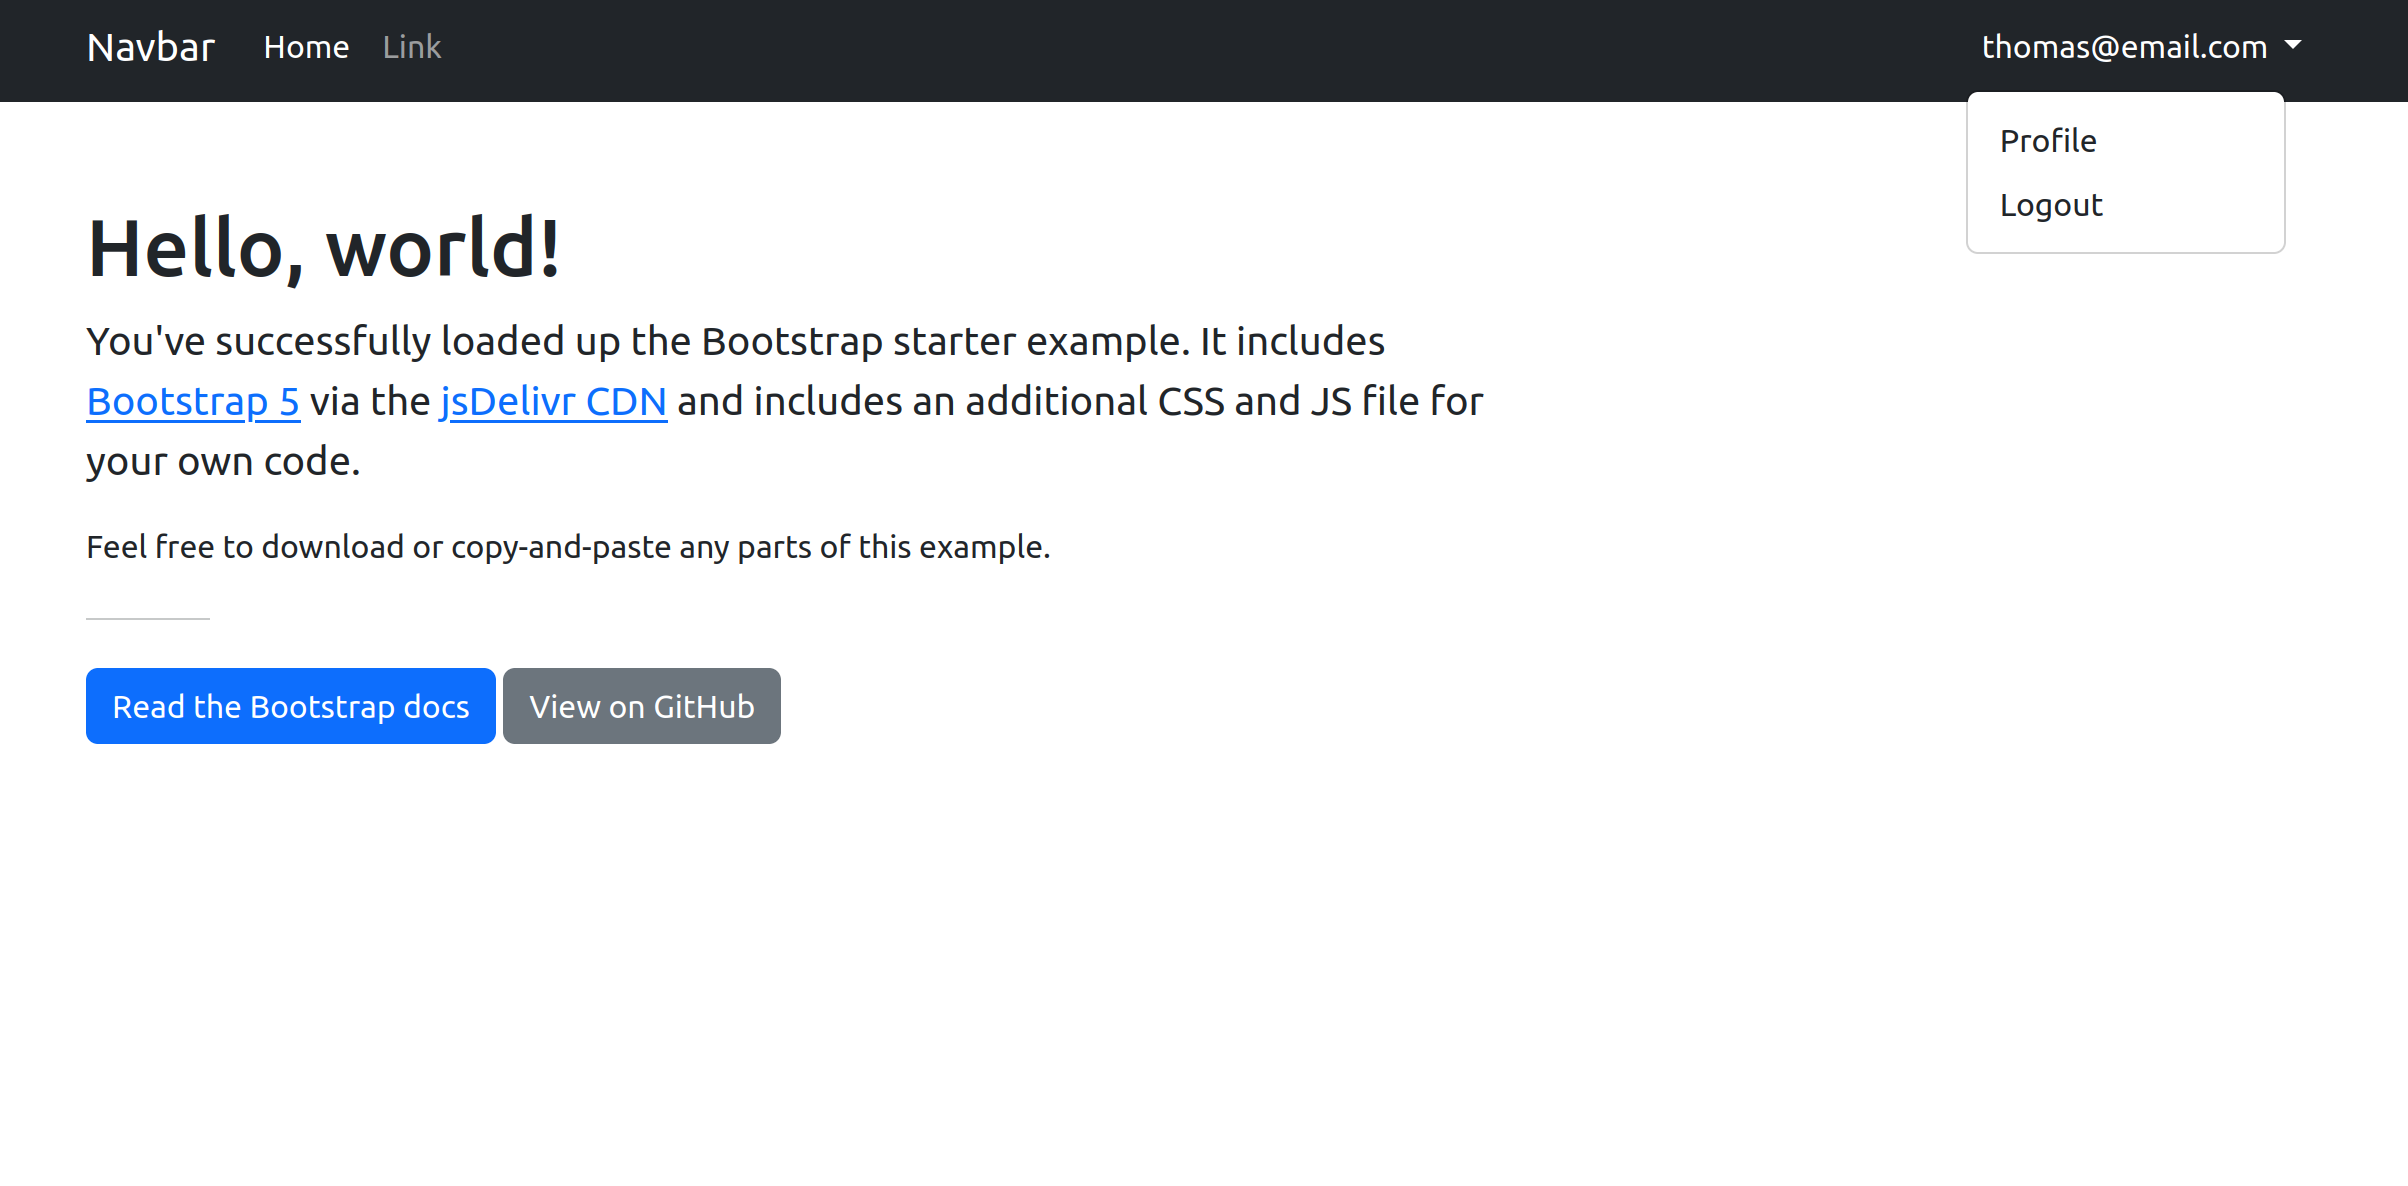 Navbar Home Link thomas@email.com
Profile
Logout
Hello, world!
You've successfully loaded up the Bootstrap starter example. It includes
Bootstrap 5 via the jsDelivr CDN and includes an additional CSS and JS file for
your own code.
Feel free to download or copy-and-paste any parts of this example.
Read the Bootstrap docs View on GitHub